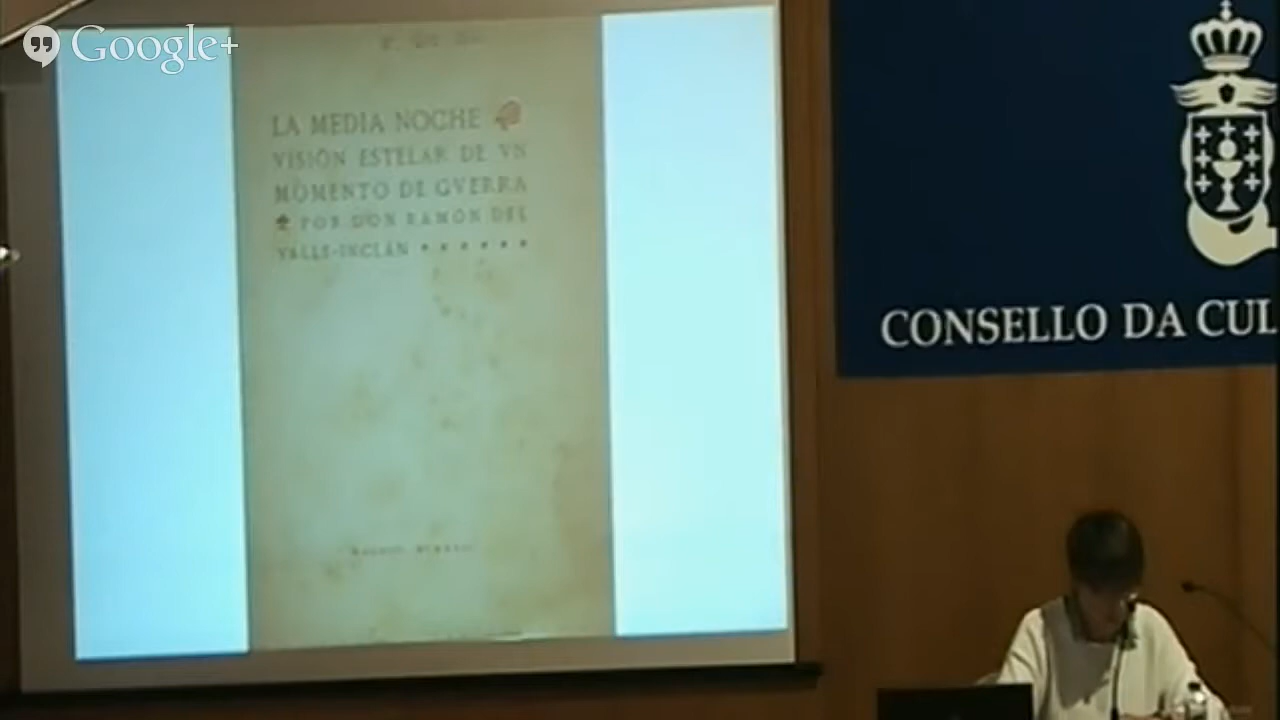 Google+
LA MEDIA NOCHE
VISIÓN ESTELAR DE VN
MOMENTO DE GVERRA
POR DON RAMÓN DEL
VALLE-INCLÁN
CONSELLO DA CUL